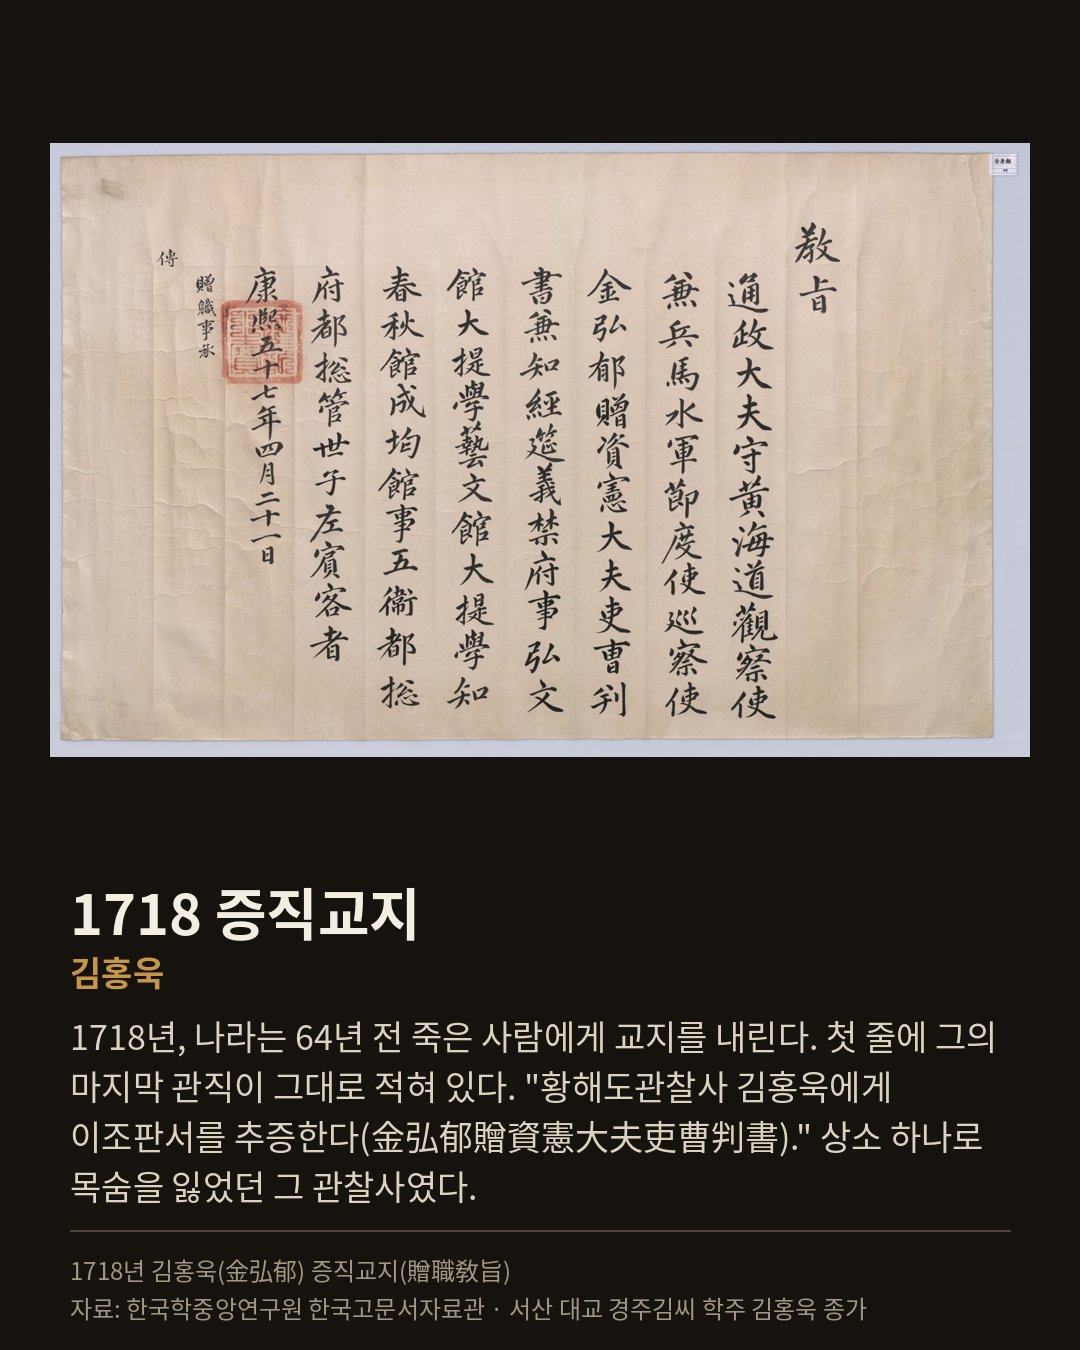 敎旨
通政大夫守黃海道觀察使
兼兵馬水軍節度使巡察使
金弘郁贈資憲大夫吏曹判
書兼知經筵義禁府事弘文
館大提學藝文館大提學知
春秋館成均館事五衛都摠
府都摠管世子左賓客者
康熙五十七年四月二十一日
贈職事承
傳
1718 증직교지
김홍욱
1718년, 나라는 64년 전 죽은 사람에게 교지를 내린다. 첫 줄에 그의
마지막 관직이 그대로 적혀 있다. "황해도관찰사 김홍욱에게
이조판서를 추증한다(金弘郁贈資憲大夫吏曹判書)." 상소 하나로
목숨을 잃었던 그 관찰사였다.
1718년 김홍욱(金弘郁) 증직교지(贈職敎旨)
자료: 한국학중앙연구원 한국고문서자료관 · 서산 대교 경주김씨 학주 김홍욱 종가